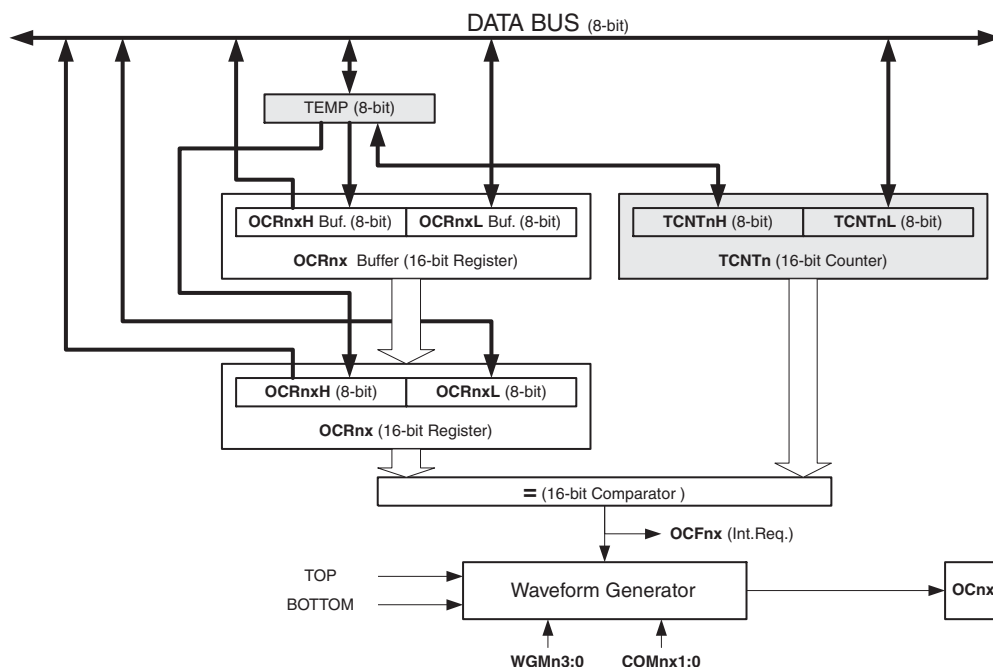 DATA BUS (8-bit)
TEMP (8-bit)
OCRnxH Buf. (8-bit) OCRnxL Buf. (8-bit)
OCRnx Buffer (16-bit Register)
TCNTnH (8-bit) TCNTnL (8-bit)
TCNTn (16-bit Counter)
OCRnxH (8-bit) OCRnxL (8-bit)
OCRnx (16-bit Register)
= (16-bit Comparator )
OCFnx (Int.Req.)
TOP
BOTTOM
Waveform Generator
OCnx
WGMn3:0 COMnx1:0